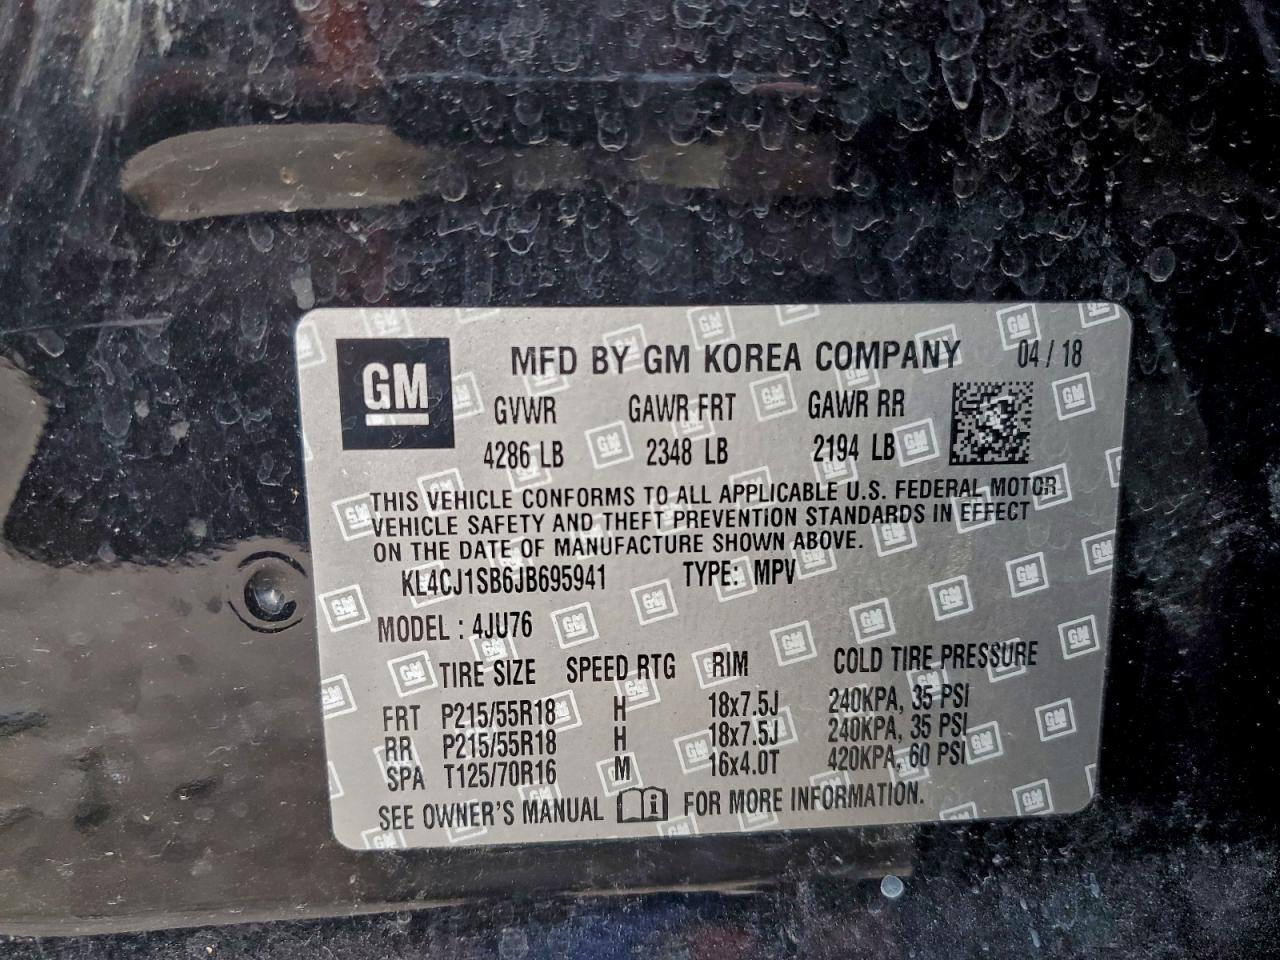 GM MFD BY GM KOREA COMPANY 04/18
GVWR GAWR FRT GAWR RR
4286 LB 2348 LB 2194 LB
THIS VEHICLE CONFORMS TO ALL APPLICABLE U.S. FEDERAL MOTOR
VEHICLE SAFETY AND THEFT PREVENTION STANDARDS IN EFFECT
ON THE DATE OF MANUFACTURE SHOWN ABOVE.
KL4CJ1SB6JB695941 TYPE: MPV
MODEL : 4JU76
TIRE SIZE SPEED RTG RIM COLD TIRE PRESSURE
FRT P215/55R18 H 18x7.5J 240KPA, 35 PSI
RR P215/55R18 H 18x7.5J 240KPA, 35 PSI
SPA T125/70R16 M 16x4.0T 420KPA, 60 PSI
SEE OWNER'S MANUAL FOR MORE INFORMATION.